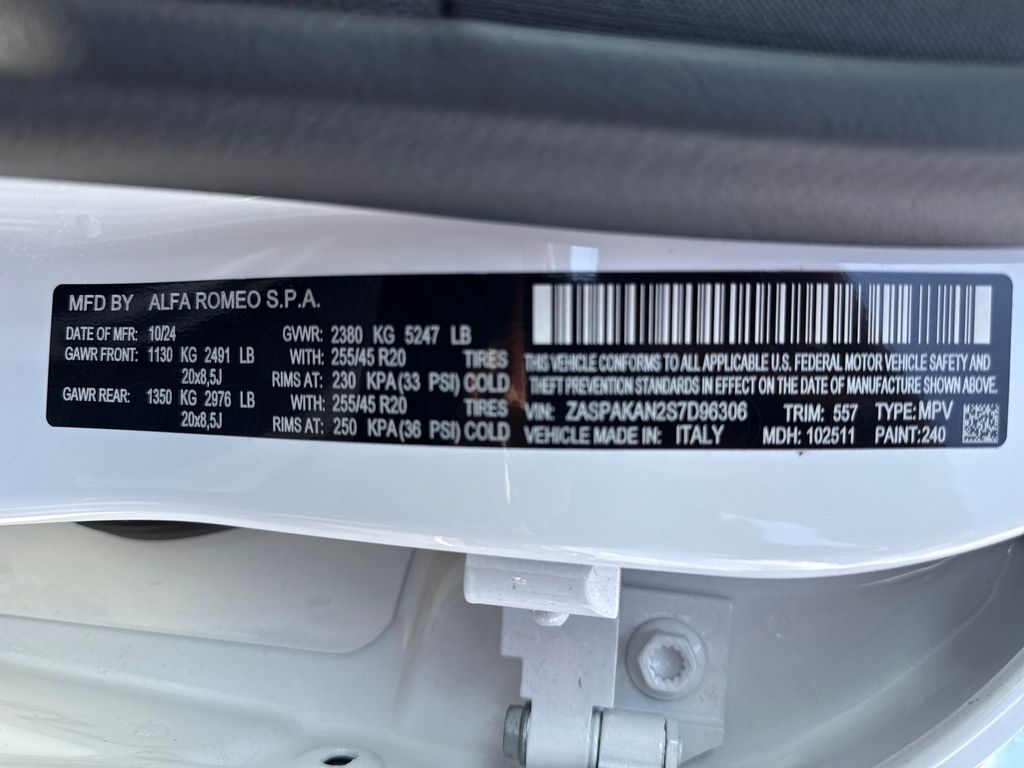 MFD BY ALFA ROMEO S.P.A.
DATE OF MFR: 10/24 GVWR: 2380 KG 5247 LB
GAWR FRONT: 1130 KG 2491 LB WITH: 255/45 R20 TIRES
20x8,5J RIMS AT: 230 KPA(33 PSI) COLD
GAWR REAR: 1350 KG 2976 LB WITH: 255/45 R20 TIRES
20x8,5J RIMS AT: 250 KPA(36 PSI) COLD
THIS VEHICLE CONFORMS TO ALL APPLICABLE U.S. FEDERAL MOTOR VEHICLE SAFETY AND
THEFT PREVENTION STANDARDS IN EFFECT ON THE DATE OF MANUFACTURE SHOWN ABOVE.
VIN: ZASPAKAN2S7D96306 TRIM: 557 TYPE: MPV
VEHICLE MADE IN: ITALY MDH: 102511 PAINT:240